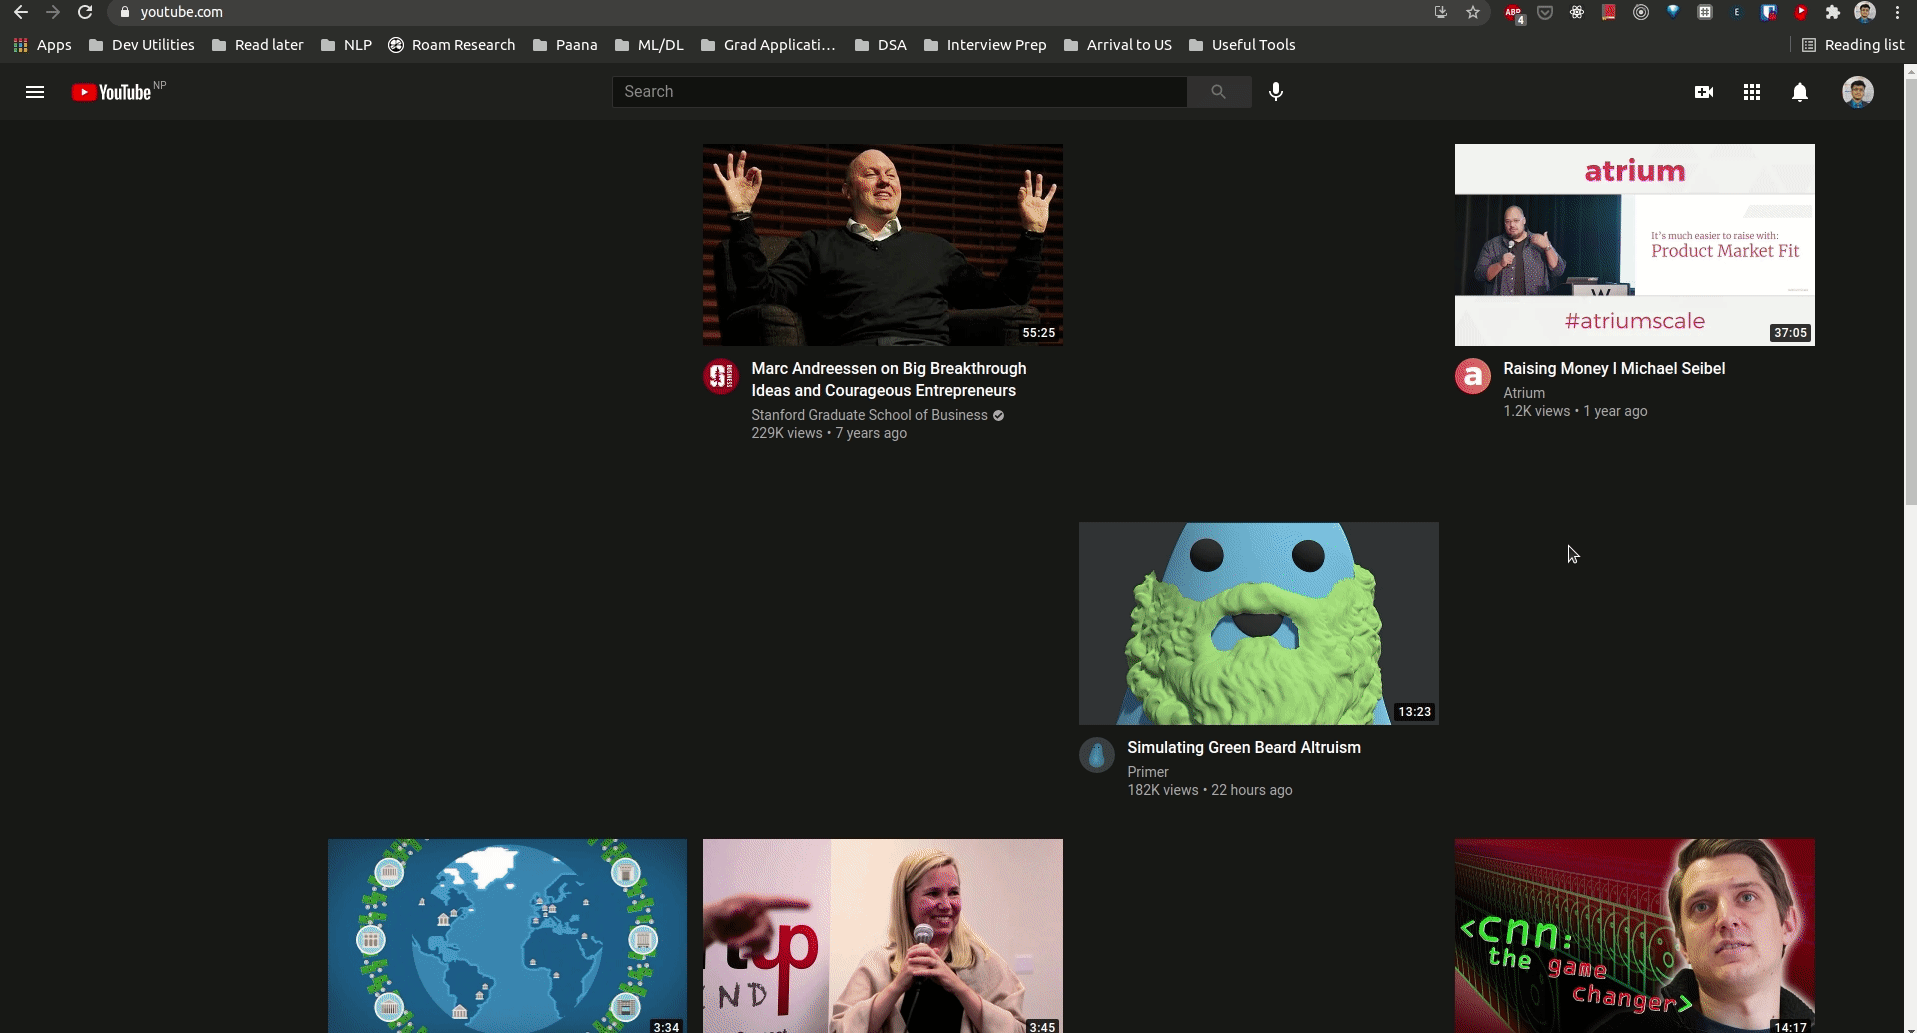 youtube.com
ABP
4
E
Apps
Dev Utilities
Read later
NLP
Roam Research
Paana
ML/DL
Grad Applicati…
DSA
Interview Prep
Arrival to US
Useful Tools
Reading list
YouTube NP
Search
55:25
BUSINESS
Marc Andreessen on Big Breakthrough
Ideas and Courageous Entrepreneurs
Stanford Graduate School of Business
229K views • 7 years ago
atrium
It's much easier to raise with:
Product Market Fit
W
#atriumscale
37:05
a
Raising Money I Michael Seibel
Atrium
1.2K views • 1 year ago
13:23
Simulating Green Beard Altruism
Primer
182K views • 22 hours ago
3:34
3:45
<cnn:
the game
changer>
14:17